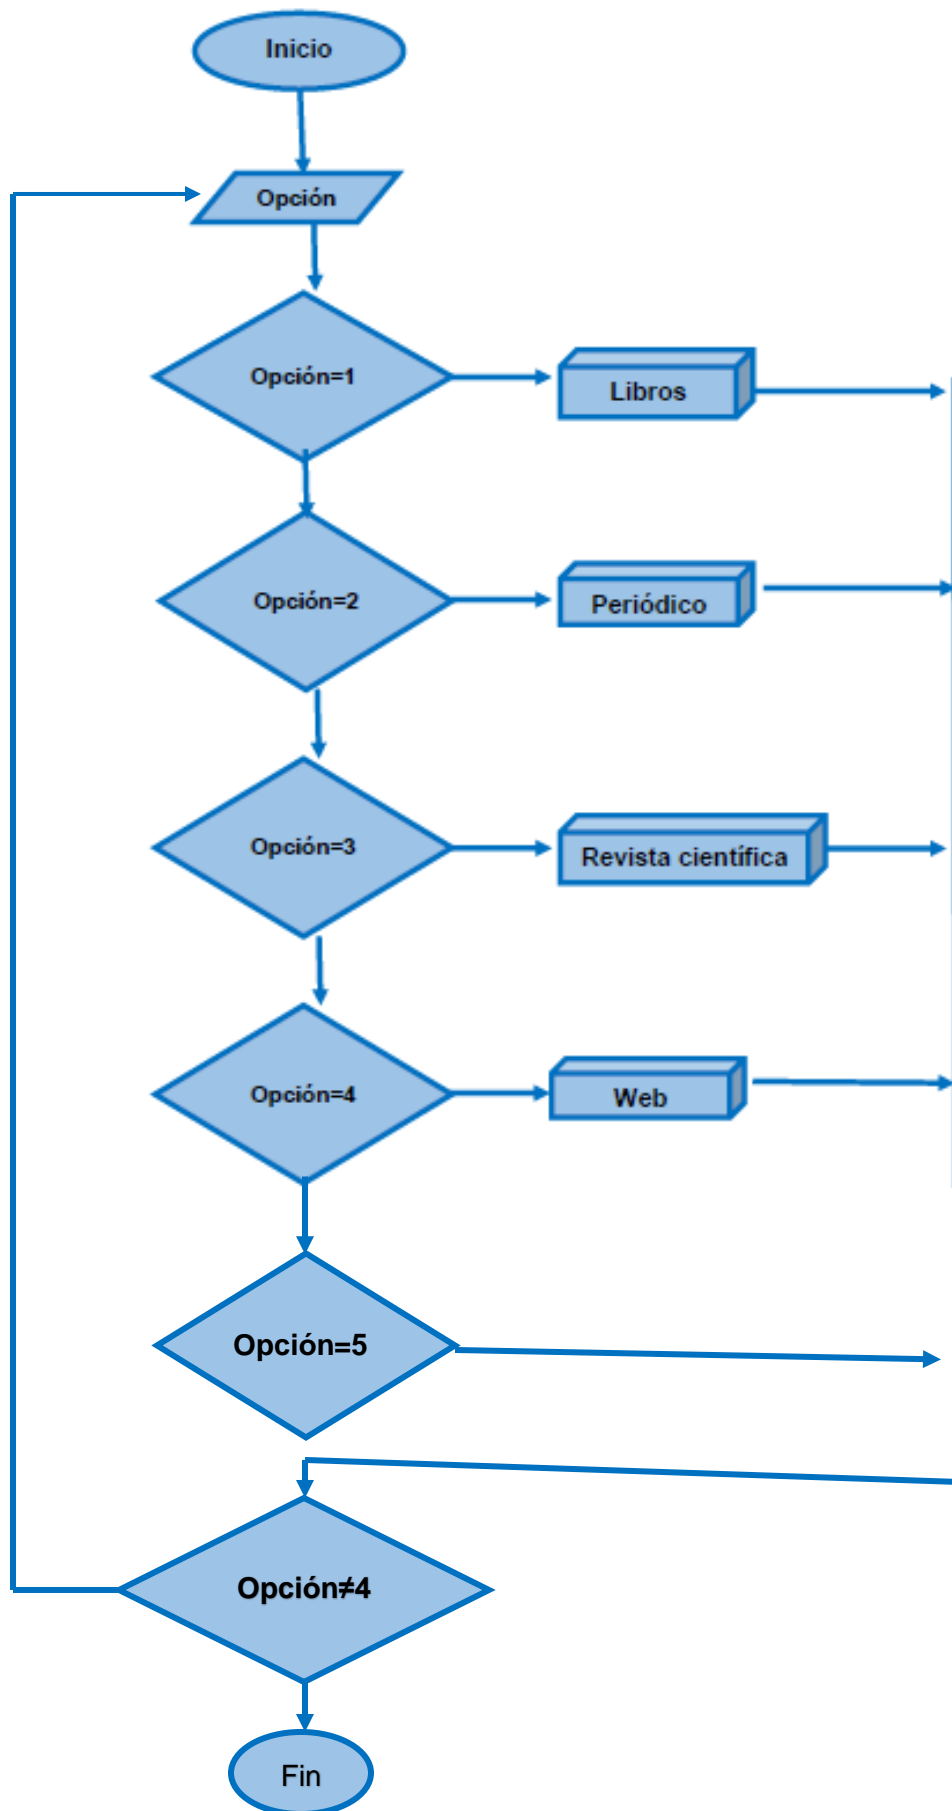 Inicio
Opción
Opción=1
Libros
Opción=2
Periódico
Opción=3
Revista científica
Opción=4
Web
Opción=5
Opción≠4
Fin